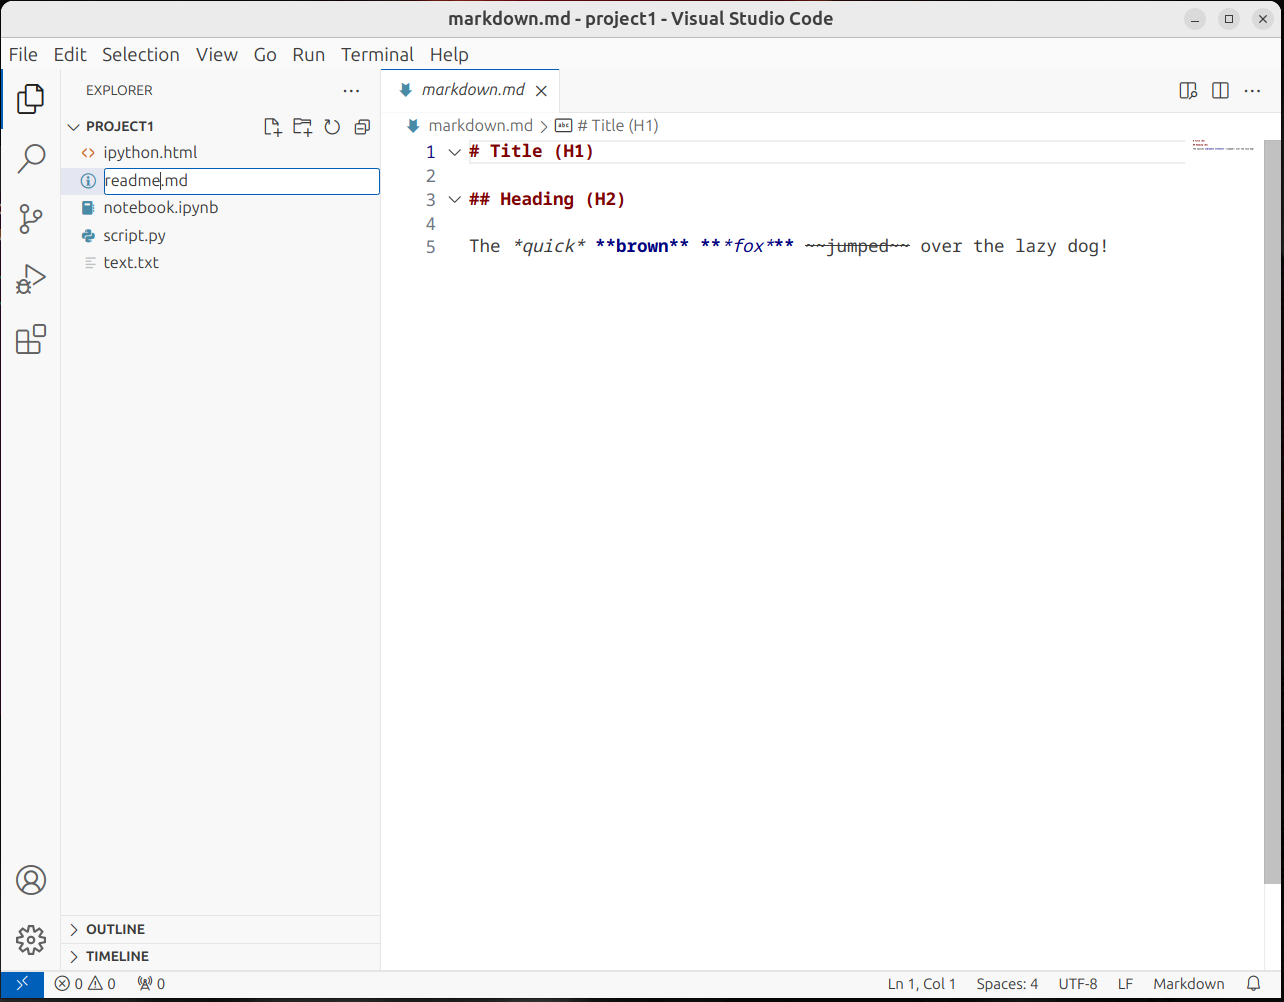 markdown.md - project1 - Visual Studio Code
File Edit Selection View Go Run Terminal Help
EXPLORER
PROJECT1
ipython.html
readme.md
notebook.ipynb
script.py
text.txt
OUTLINE
TIMELINE
markdown.md
markdown.md > abc # Title (H1)
1 # Title (H1)
2
3 ## Heading (H2)
4
5 The *quick* **brown** ***fox*** ~~jumped~~ over the lazy dog!
0 0 0 Ln 1, Col 1 Spaces: 4 UTF-8 LF Markdown